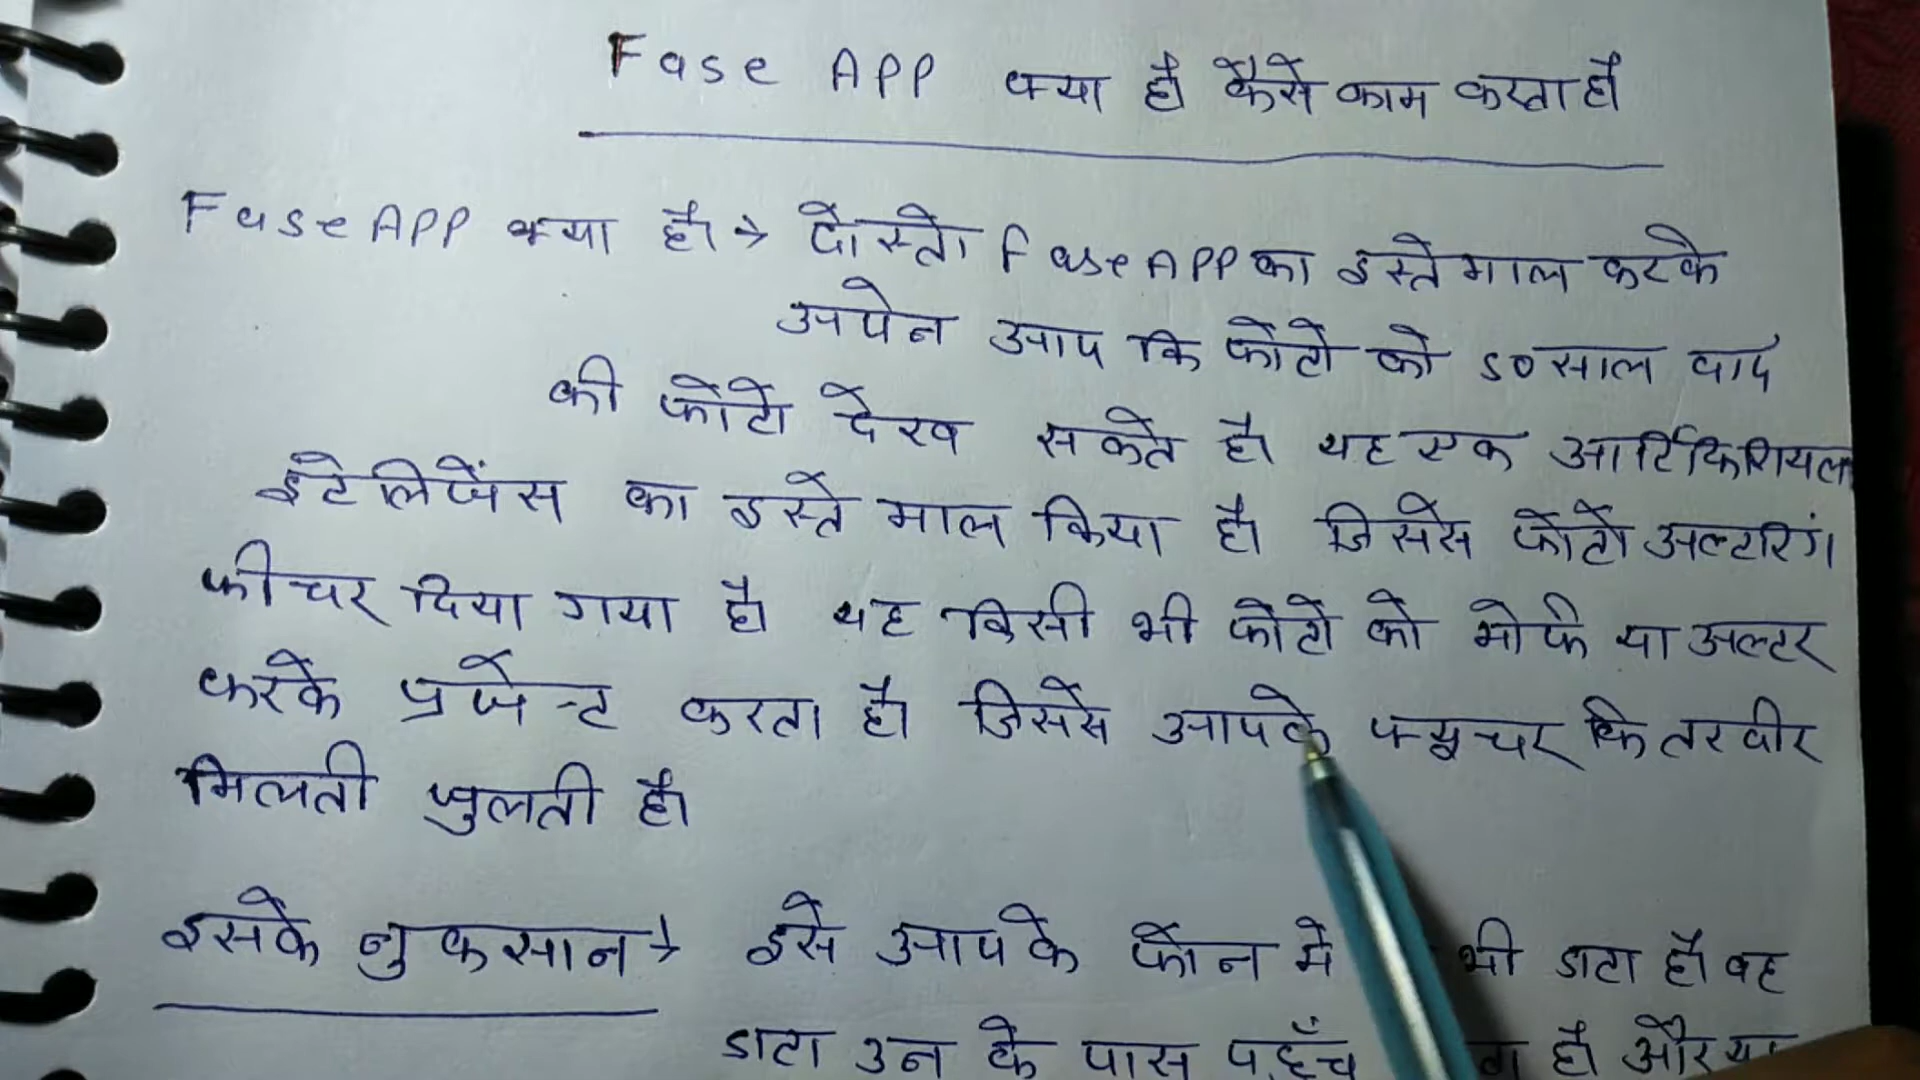 Fase APP क्या है कैसे काम करता है
Fase APP क्या है। → दोस्तो Fase APP का इस्तेमाल करके
अपने आप कि फोटो को 50 साल वाद
की फोटो देख सकते है। यह एक आर्टिफिशियल
इंटेलिजेंस का इस्तेमाल किया है। जिसेस फोटो अल्टरिंग
फीचर दिया गया है। यह किसी भी फोटो को मोर्फ या अल्टर
करके प्रजेन्ट करता है। जिसेस आपके फ्यूचर कि तस्वीर
मिलती जुलती है।
इसके नुकसान → इसे आपके फोन मे भी डाटा है वह
डाटा उन के पास पहुँच है और